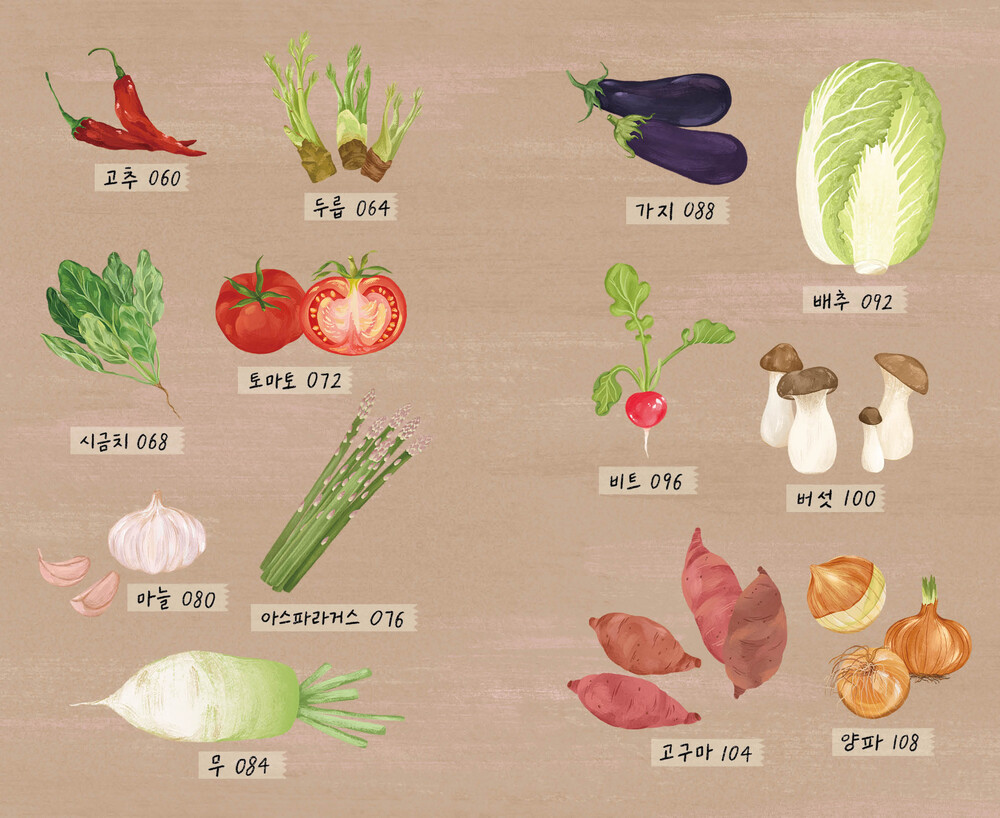 고추 060
두릅 064
시금치 068
토마토 072
마늘 080
아스파라거스 076
무 084
가지 088
배추 092
비트 096
버섯 100
고구마 104
양파 108